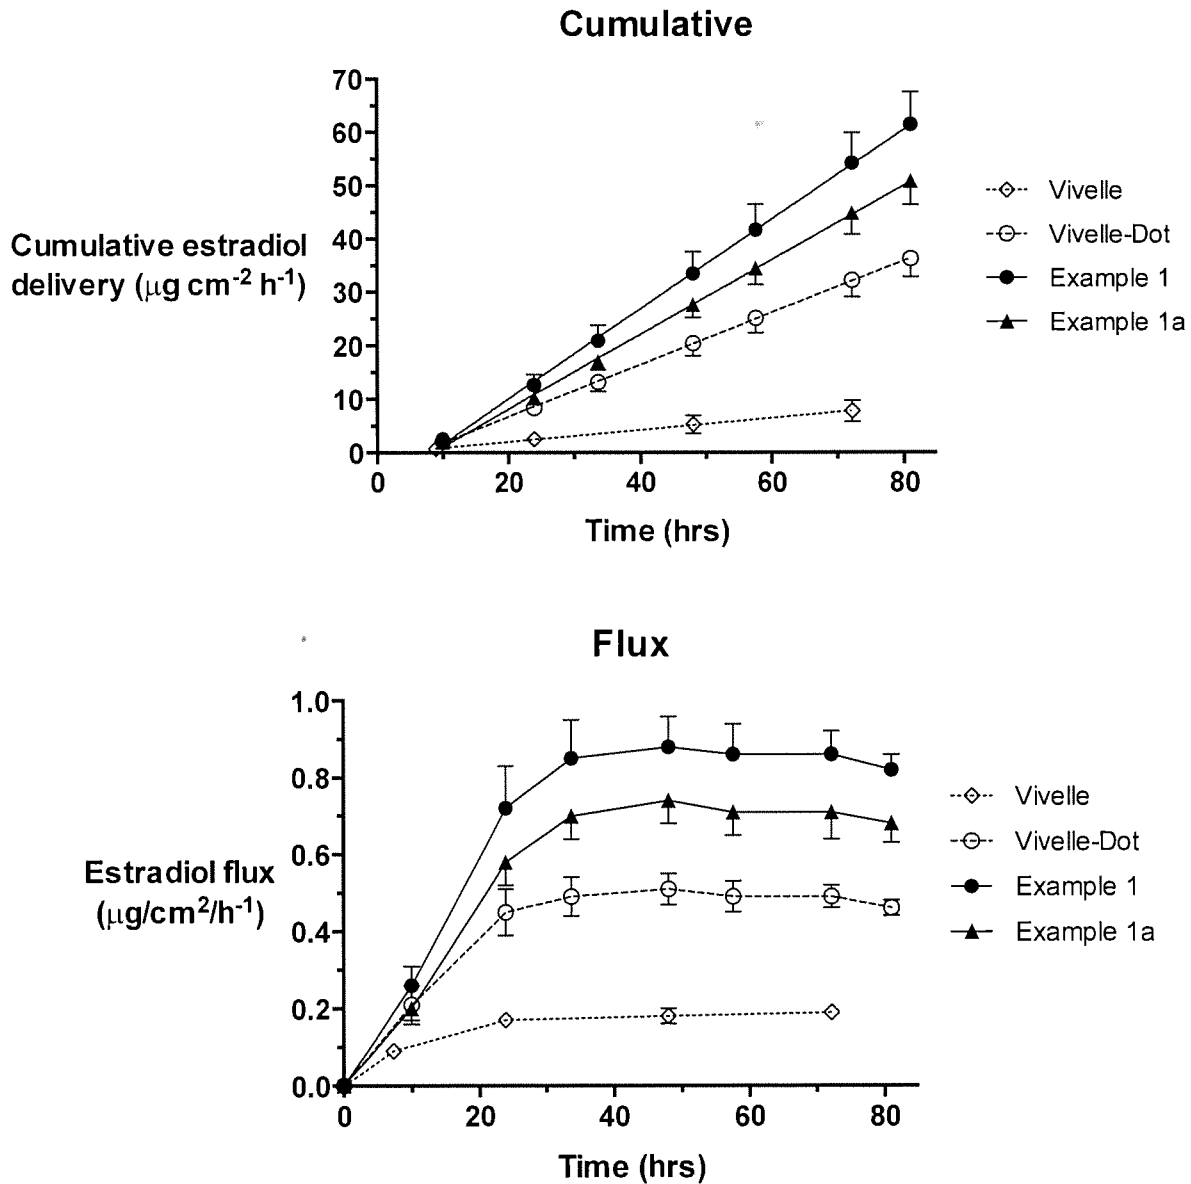 Cumulative
70
60
50
40
30
20
10
0
Cumulative estradiol
delivery (μg cm⁻² h⁻¹)
0 20 40 60 80
Time (hrs)
Vivelle
Vivelle-Dot
Example 1
Example 1a
Flux
1.0
0.8
0.6
0.4
0.2
0.0
Estradiol flux
(μg/cm²/h⁻¹)
0 20 40 60 80
Time (hrs)
Vivelle
Vivelle-Dot
Example 1
Example 1a